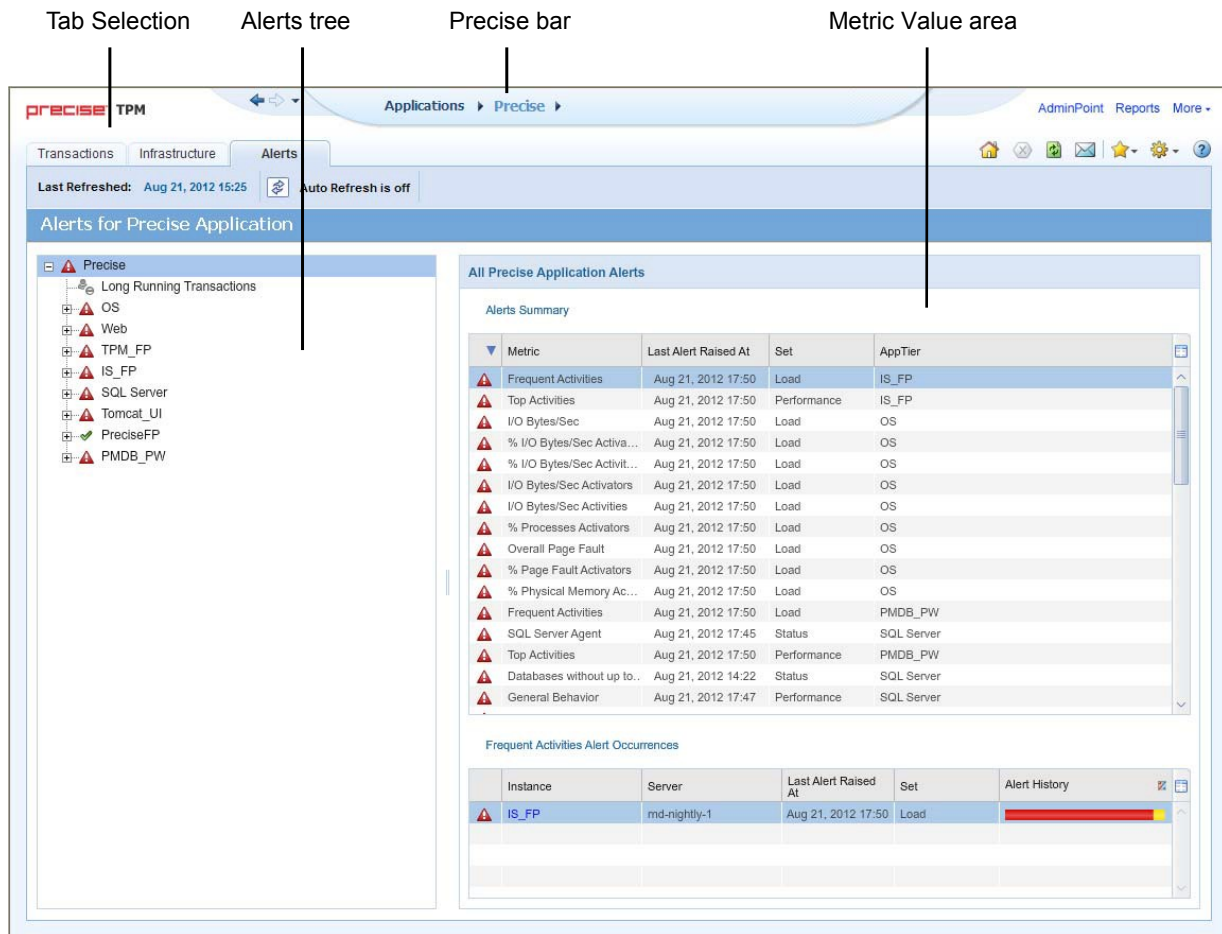 Tab Selection Alerts tree Precise bar Metric Value area
precise TPM Applications Precise AdminPoint Reports More
Transactions Infrastructure Alerts
Last Refreshed: Aug 21, 2012 15:25 Auto Refresh is off
Alerts for Precise Application
Precise
Long Running Transactions
OS
Web
TPM_FP
IS_FP
SQL Server
Tomcat_UI
PreciseFP
PMDB_PW
All Precise Application Alerts
Alerts Summary
Metric Last Alert Raised At Set AppTier
Frequent Activities Aug 21, 2012 17:50 Load IS_FP
Top Activities Aug 21, 2012 17:50 Performance IS_FP
I/O Bytes/Sec Aug 21, 2012 17:50 Load OS
% I/O Bytes/Sec Activa... Aug 21, 2012 17:50 Load OS
% I/O Bytes/Sec Activit... Aug 21, 2012 17:50 Load OS
I/O Bytes/Sec Activators Aug 21, 2012 17:50 Load OS
I/O Bytes/Sec Activities Aug 21, 2012 17:50 Load OS
% Processes Activators Aug 21, 2012 17:50 Load OS
Overall Page Fault Aug 21, 2012 17:50 Load OS
% Page Fault Activators Aug 21, 2012 17:50 Load OS
% Physical Memory Ac... Aug 21, 2012 17:50 Load OS
Frequent Activities Aug 21, 2012 17:50 Load PMDB_PW
SQL Server Agent Aug 21, 2012 17:45 Status SQL Server
Top Activities Aug 21, 2012 17:50 Performance PMDB_PW
Databases without up to.. Aug 21, 2012 14:22 Status SQL Server
General Behavior Aug 21, 2012 17:47 Performance SQL Server
Frequent Activities Alert Occurrences
Instance Server Last Alert Raised At Set Alert History
IS_FP md-nightly-1 Aug 21, 2012 17:50 Load